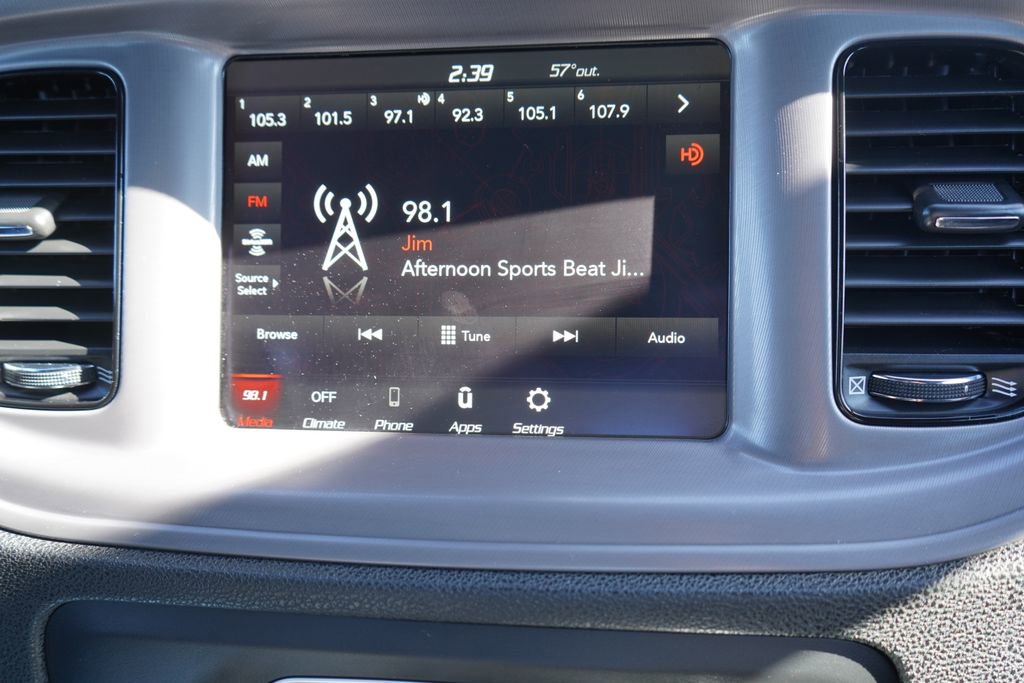 2:39 57°out.
1 105.3 2 101.5 3 97.1 HD 4 92.3 5 105.1 6 107.9
AM
HD
FM
98.1
Jim
Afternoon Sports Beat Ji...
Source
Select
Browse Tune Audio
98.1 OFF
Media Climate Phone Apps Settings